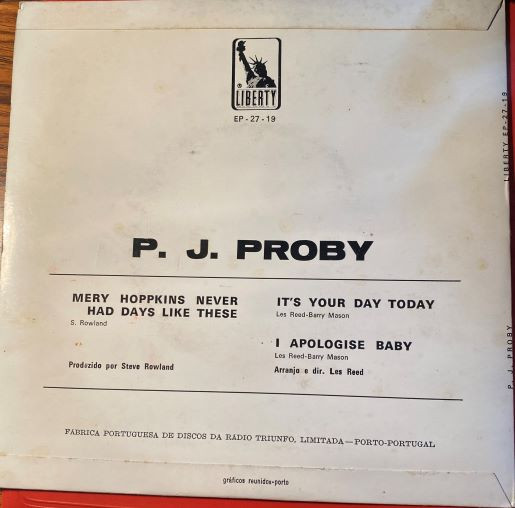 ® LIBERTY
EP - 27 - 19
P. J. PROBY
MERY HOPPKINS NEVER
HAD DAYS LIKE THESE
S. Rowland
Produzido por Steve Rowland
IT'S YOUR DAY TODAY
Les Reed-Barry Mason
I APOLOGISE BABY
Les Reed-Barry Mason
Arranjo e dir. Les Reed
FÁBRICA PORTUGUESA DE DISCOS DA RÁDIO TRIUNFO, LIMITADA—PORTO-PORTUGAL
gráficos reunidos-porto
LIBERTY EP-27-19
P. J. PROBY